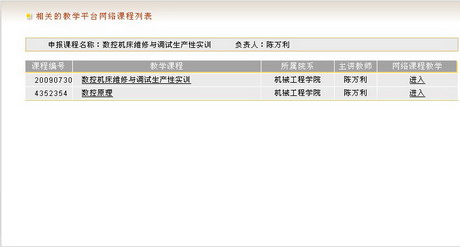 相关的教学平台网络课程列表
申报课程名称：数控机床维修与调试生产性实训 负责人：陈万利
课程编号 教学课程 所属院系 主讲教师 网络课程教学
20090730 数控机床维修与调试生产性实训 机械工程学院 陈万利 进入
4352354 数控原理 机械工程学院 陈万利 进入